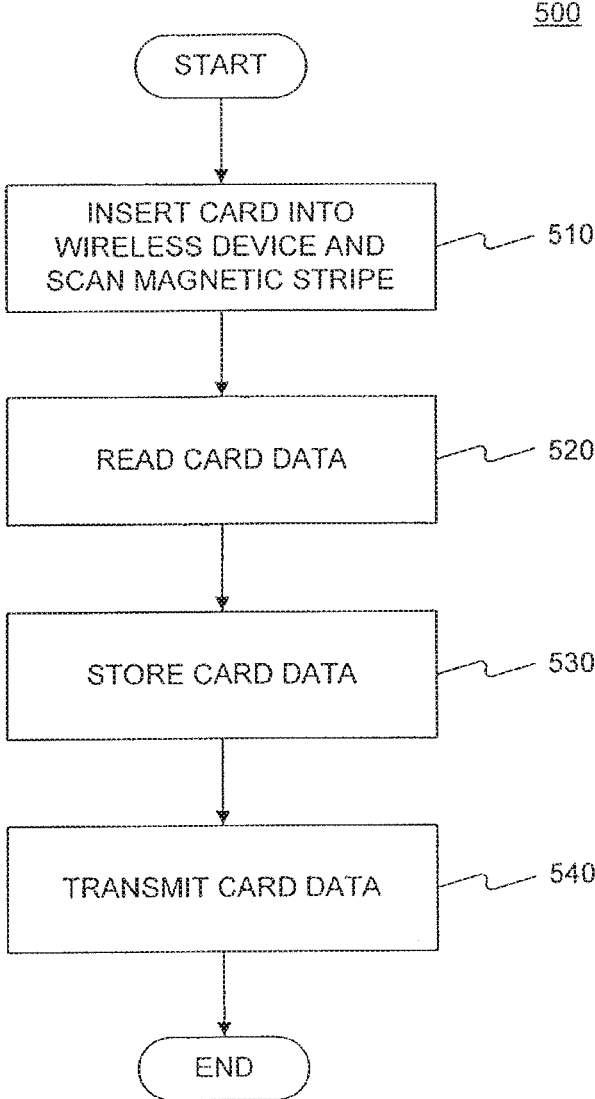 500
START
INSERT CARD INTO
WIRELESS DEVICE AND
SCAN MAGNETIC STRIPE
510
READ CARD DATA
520
STORE CARD DATA
530
TRANSMIT CARD DATA
540
END